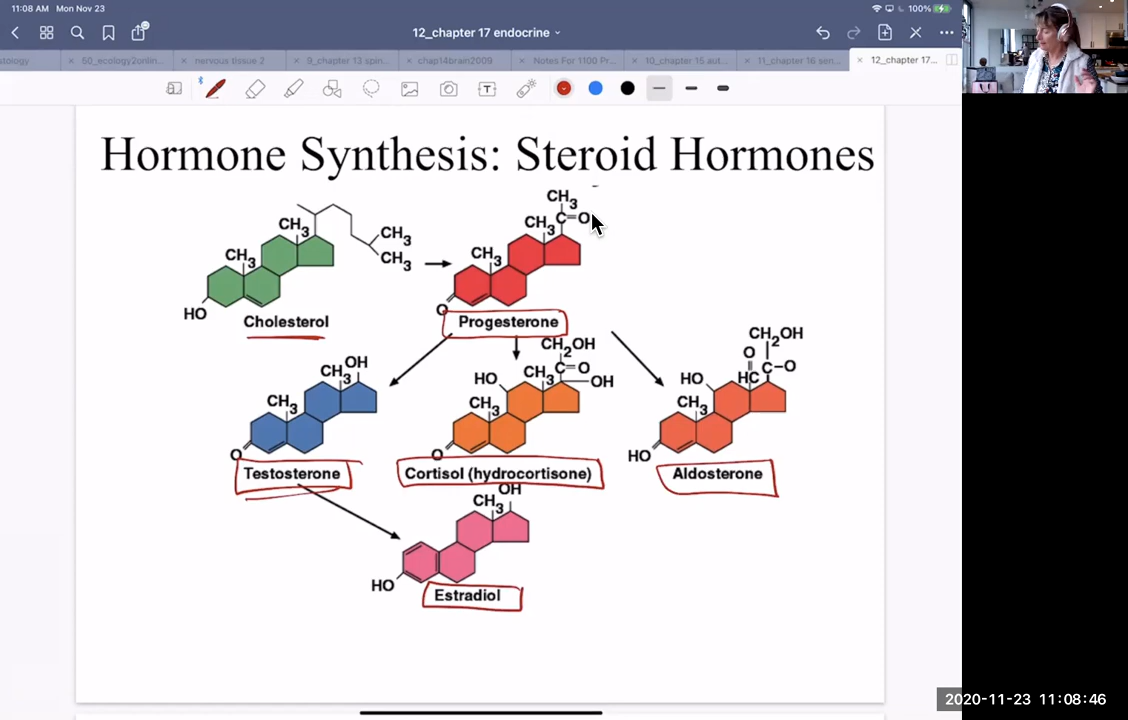 11:08 AM Mon Nov 23
100%
12_chapter 17 endocrine
50_ecology2onlin...
nervous tissue 2
9_chapter 13 spin...
chap14brain2009
Notes For 1100 Pr...
10_chapter 15 aut...
11_chapter 16 sen...
12_chapter 17...
T
Hormone Synthesis: Steroid Hormones
CH3
CH3
CH3
CH3
HO
Cholesterol
CH3
C=O
CH3
CH3
O
Progesterone
OH
CH3
CH3
O
Testosterone
CH2OH
C=O
HO
CH3
OH
CH3
O
Cortisol (hydrocortisone)
CH2OH
O
C-O
HO
HC
CH3
HO
Aldosterone
OH
CH3
HO
Estradiol
2020-11-23 11:08:46